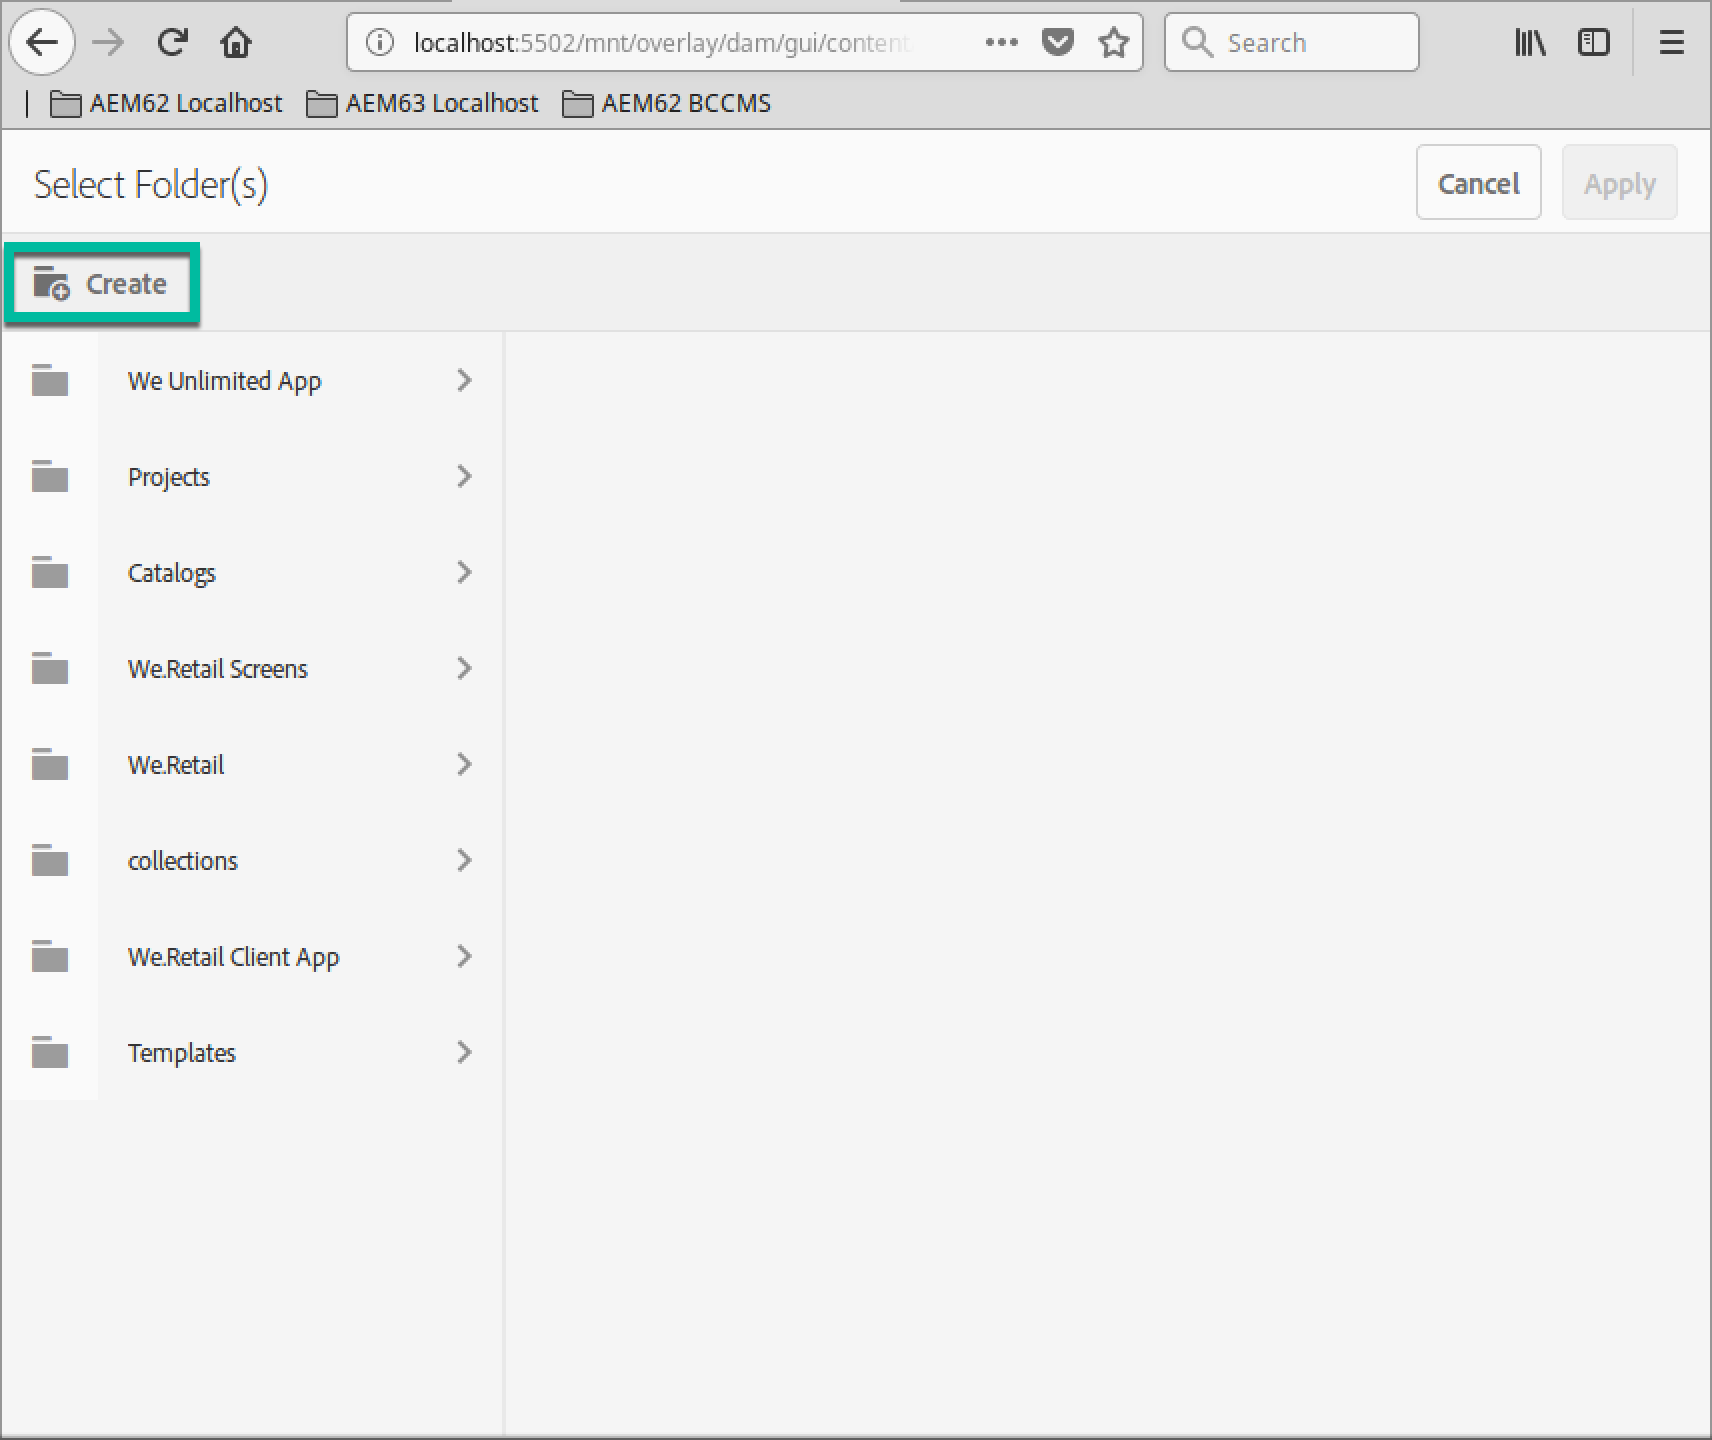 localhost:5502/mnt/overlay/dam/gui/content
Search
AEM62 Localhost
AEM63 Localhost
AEM62 BCCMS
Select Folder(s)
Cancel
Apply
Create
We Unlimited App
Projects
Catalogs
We.Retail Screens
We.Retail
collections
We.Retail Client App
Templates